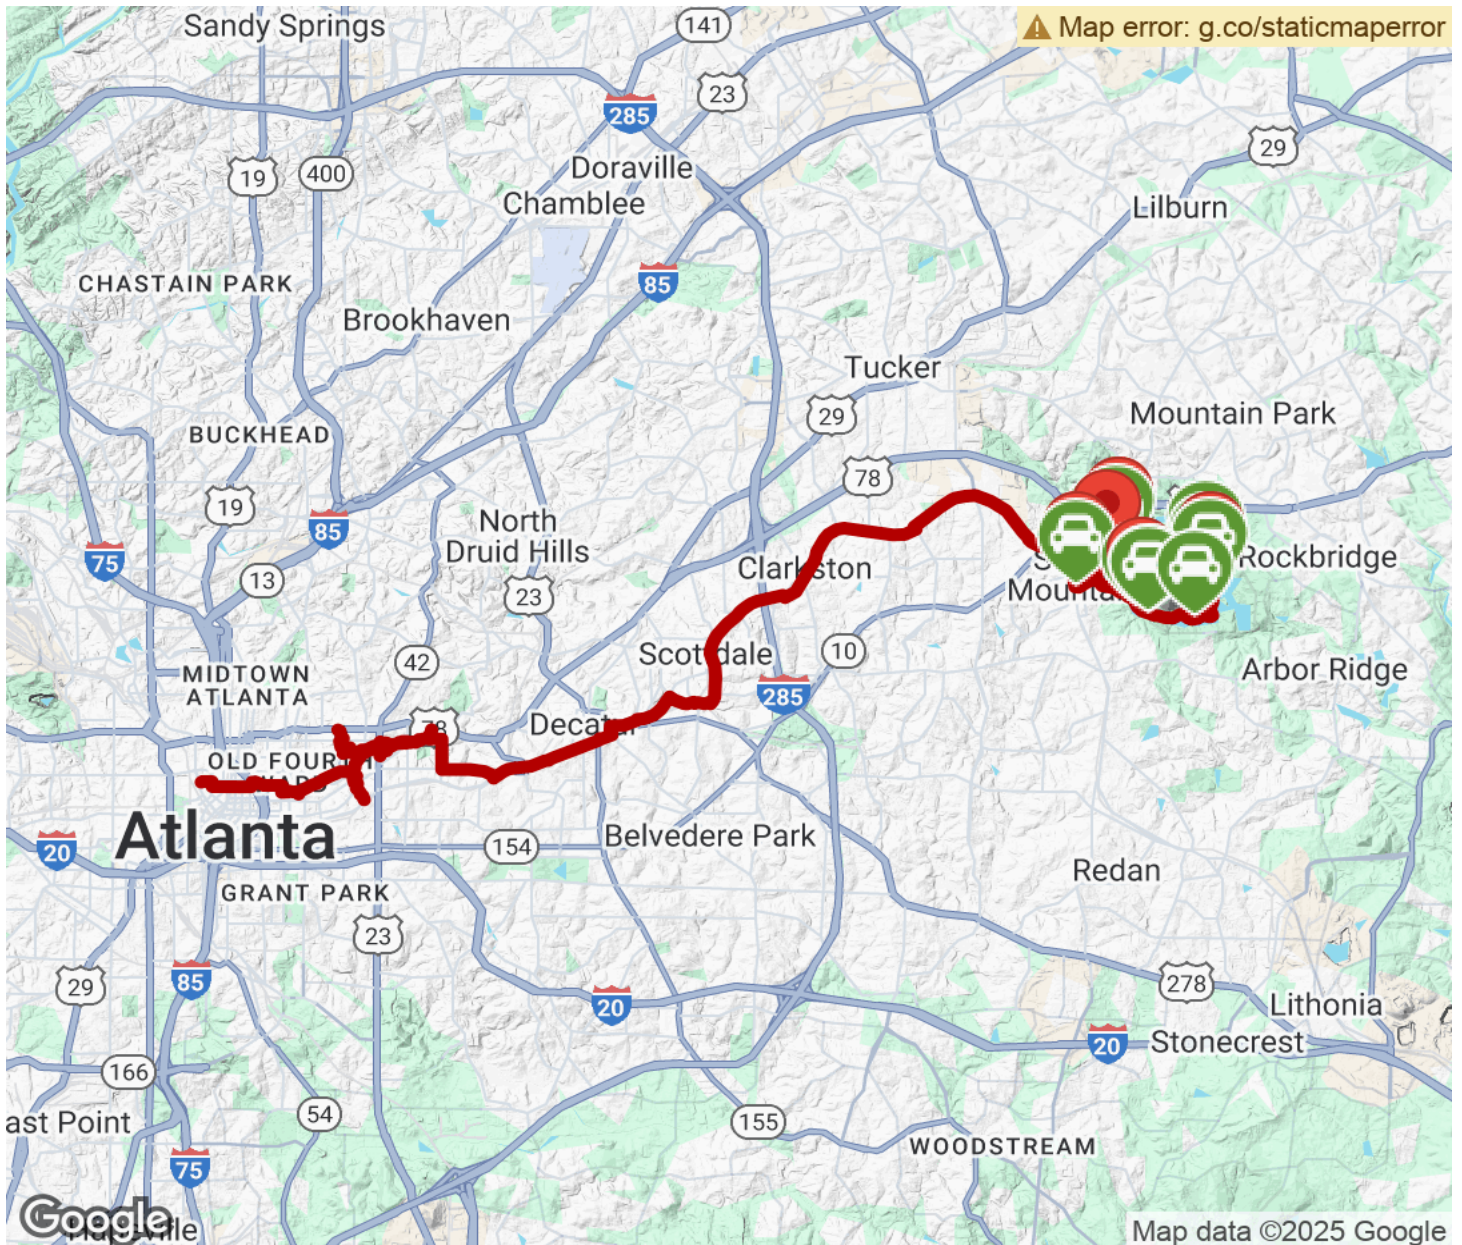 Sandy Springs
141
Map error: g.co/staticmaperror
23
285
29
Doraville
19
400
Chamblee
Lilburn
CHASTAIN PARK
85
Brookhaven
Tucker
29
Mountain Park
BUCKHEAD
78
19
85
North
Druid Hills
75
13
Clarkston
Rockbridge
23
Scottdale
10
42
Arbor Ridge
MIDTOWN
ATLANTA
285
78
Decatur
OLD FOURTH
WARD
Atlanta
20
154
Belvedere Park
Redan
GRANT PARK
23
29
85
278
20
Lithonia
20
Stonecrest
166
54
155
ast Point
WOODSTREAM
75
Google
Map data ©2025 Google